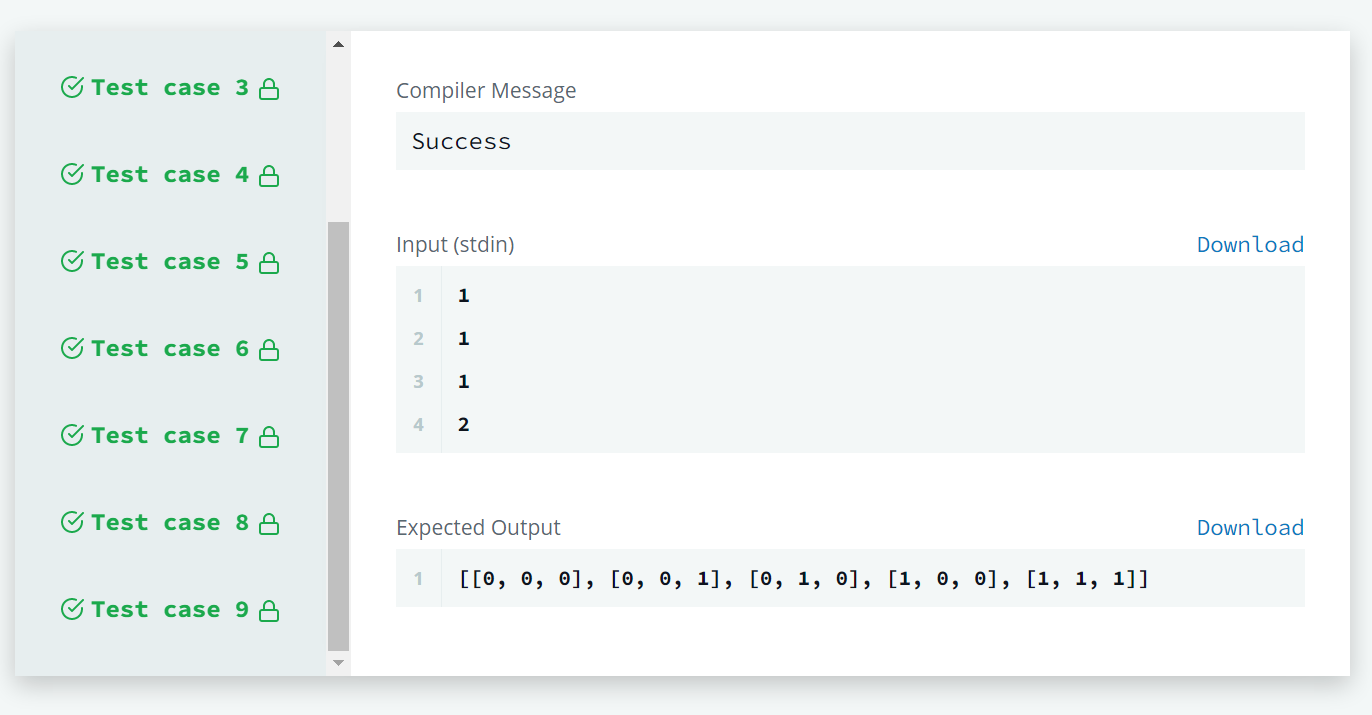 Test case 3
Test case 4
Test case 5
Test case 6
Test case 7
Test case 8
Test case 9
Compiler Message
Success
Input (stdin)
Download
1 1
2 1
3 1
4 2
Expected Output
Download
1 [[0, 0, 0], [0, 0, 1], [0, 1, 0], [1, 0, 0], [1, 1, 1]]